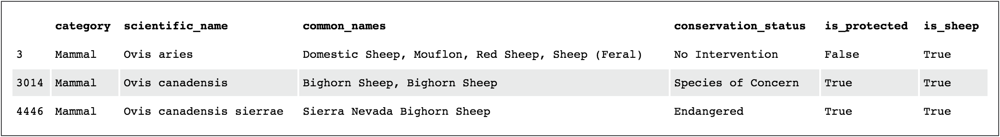 category scientific_name common_names conservation_status is_protected is_sheep
3 Mammal Ovis aries Domestic Sheep, Mouflon, Red Sheep, Sheep (Feral) No Intervention False True
3014 Mammal Ovis canadensis Bighorn Sheep, Bighorn Sheep Species of Concern True True
4446 Mammal Ovis canadensis sierrae Sierra Nevada Bighorn Sheep Endangered True True